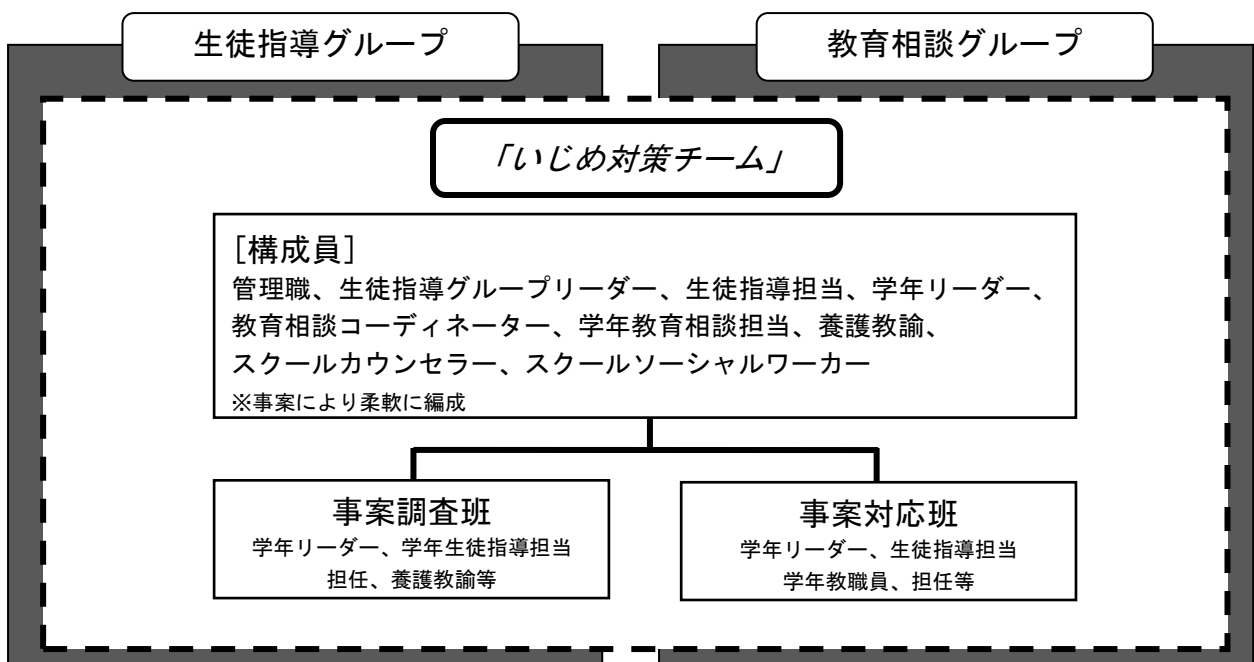 生徒指導グループ
教育相談グループ
「いじめ対策チーム」
［構成員］
管理職、生徒指導グループリーダー、生徒指導担当、学年リーダー、
教育相談コーディネーター、学年教育相談担当、養護教諭、
スクールカウンセラー、スクールソーシャルワーカー
※事案により柔軟に編成
事案調査班
学年リーダー、学年生徒指導担当
担任、養護教諭等
事案対応班
学年リーダー、生徒指導担当
学年教職員、担任等